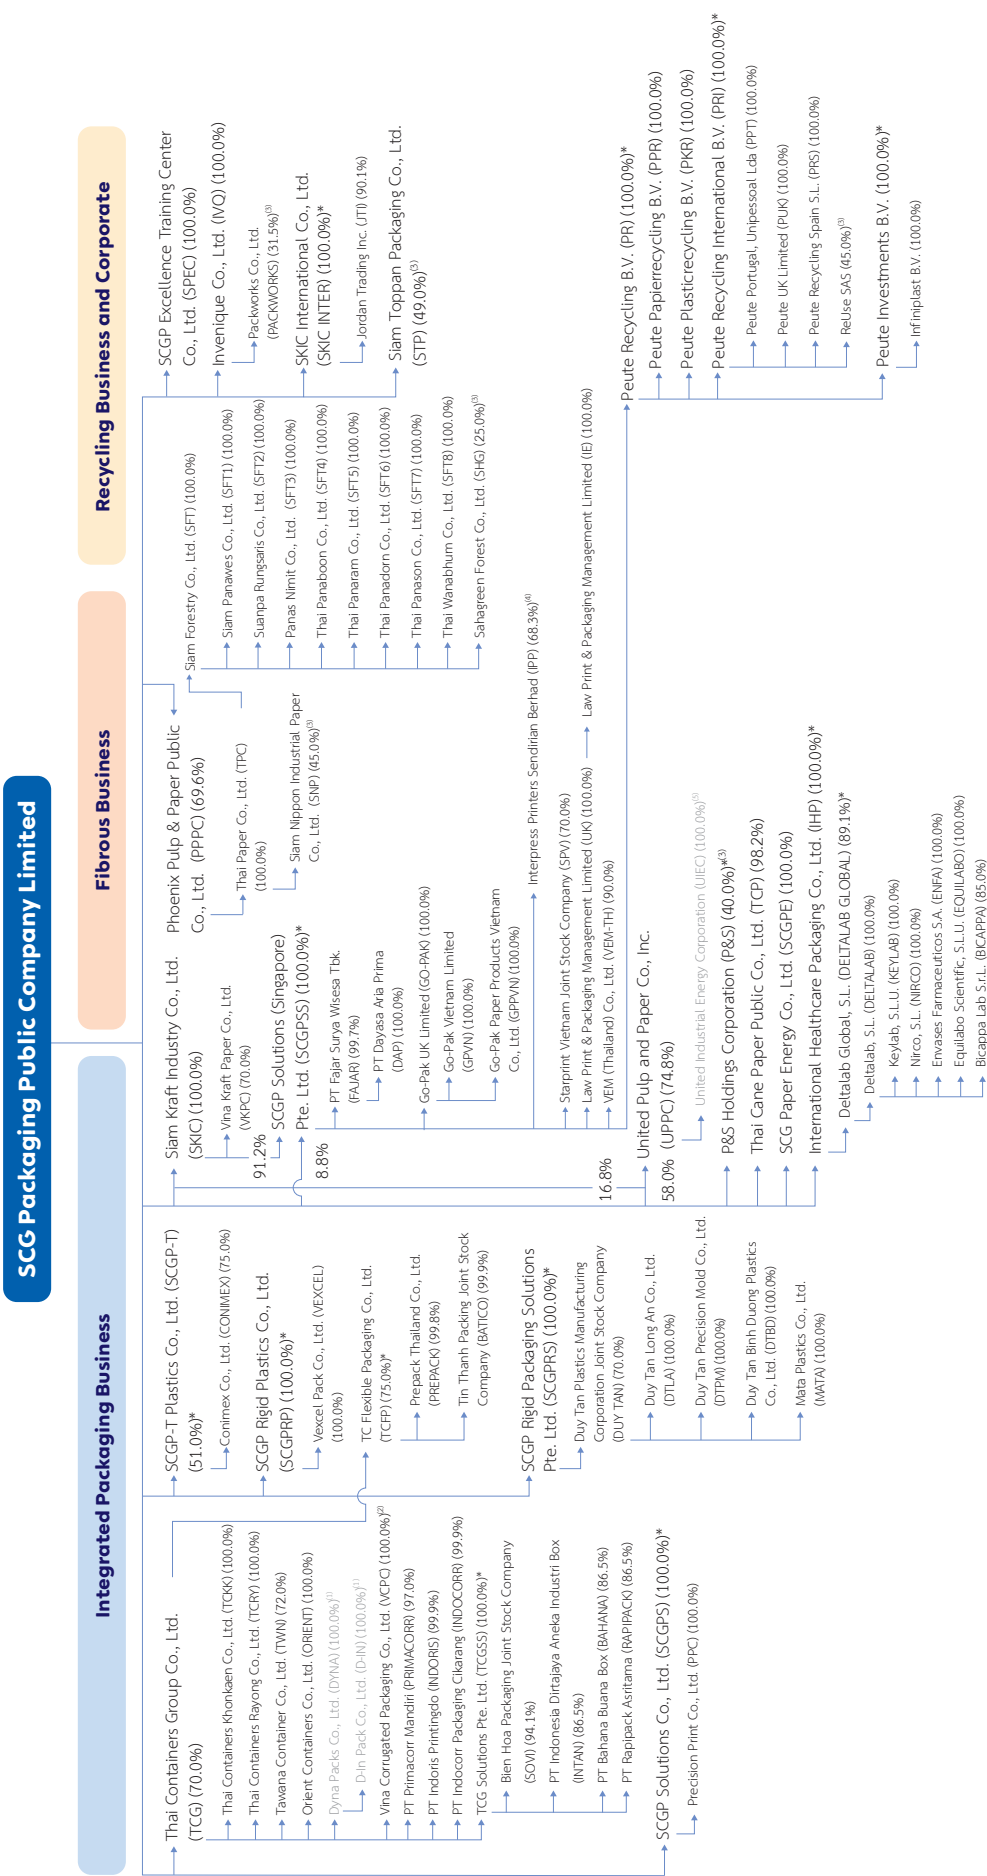 SCG Packaging Public Company Limited
Integrated Packaging Business
Fibrous Business
Recycling Business and Corporate
Thai Containers Group Co., Ltd.
(TCG) (70.0%)
Thai Containers Khonkaen Co., Ltd. (TCKK) (100.0%)
Thai Containers Rayong Co., Ltd. (TCRY) (100.0%)
Tawana Container Co., Ltd. (TWN) (72.0%)
Orient Containers Co., Ltd. (ORIENT) (100.0%)
Dyna Packs Co., Ltd. (DYNA) (100.0%)(1)
D-In Pack Co., Ltd. (D-IN) (100.0%)(1)
Vina Corrugated Packaging Co., Ltd. (VCPC) (100.0%)(2)
PT Primacorr Mandiri (PRIMACORR) (97.0%)
PT Indoris Printingdo (INDORIS) (99.9%)
PT Indocorr Packaging Cikarang (INDOCORR) (99.9%)
TCG Solutions Pte. Ltd. (TCGSS) (100.0%)*
Bien Hoa Packaging Joint Stock Company
(SOVI) (94.1%)
PT Indonesia Dirtajaya Aneka Industri Box
(INTAN) (86.5%)
PT Bahana Buana Box (BAHANA) (86.5%)
PT Rapipack Asritama (RAPIPACK) (86.5%)
SCGP Solutions Co., Ltd. (SCGPS) (100.0%)*
Precision Print Co., Ltd. (PPC) (100.0%)
SCGP-T Plastics Co., Ltd. (SCGP-T)
(51.0%)*
Conimex Co., Ltd. (CONIMEX) (75.0%)
SCGP Rigid Plastics Co., Ltd.
(SCGPRP) (100.0%)*
Vexcel Pack Co., Ltd. (VEXCEL)
(100.0%)
TC Flexible Packaging Co., Ltd.
(TCFP) (75.0%)*
Prepack Thailand Co., Ltd.
(PREPACK) (99.8%)
Tin Thanh Packing Joint Stock
Company (BATICO) (99.9%)
SCGP Rigid Packaging Solutions
Pte. Ltd. (SCGPRS) (100.0%)*
Duy Tan Plastics Manufacturing
Corporation Joint Stock Company
(DUY TAN) (70.0%)
Duy Tan Long An Co., Ltd.
(DTLA) (100.0%)
Duy Tan Precision Mold Co., Ltd.
(DTPM) (100.0%)
Duy Tan Binh Duong Plastics
Co., Ltd. (DTBD) (100.0%)
Mata Plastics Co., Ltd.
(MATA) (100.0%)
Siam Kraft Industry Co., Ltd.
(SKIC) (100.0%)
Vina Kraft Paper Co., Ltd.
(VKPC) (70.0%)
91.2%
SCGP Solutions (Singapore)
Pte. Ltd. (SCGPSS) (100.0%)*
8.8%
PT Fajar Surya Wisesa Tbk.
(FAJAR) (99.7%)
PT Dayasa Aria Prima
(DAP) (100.0%)
Go-Pak UK Limited (GO-PAK) (100.0%)
Go-Pak Vietnam Limited
(GPVN) (100.0%)
Go-Pak Paper Products Vietnam
Co., Ltd. (GPPVN) (100.0%)
Interpress Printers Sendirian Berhad (IPP) (68.3%)(4)
Starprint Vietnam Joint Stock Company (SPV) (70.0%)
Law Print & Packaging Management Limited (UK) (100.0%)
Law Print & Packaging Management Limited (IE) (100.0%)
VEM (Thailand) Co., Ltd. (VEM-TH) (90.0%)
16.8%
United Pulp and Paper Co., Inc.
58.0%
(UPPC) (74.8%)
United Industrial Energy Corporation (UIEC) (100.0%)(5)
P&S Holdings Corporation (P&S) (40.0%)*(3)
Thai Cane Paper Public Co., Ltd. (TCP) (98.2%)
SCG Paper Energy Co., Ltd. (SCGPE) (100.0%)
International Healthcare Packaging Co., Ltd. (IHP) (100.0%)*
Deltalab Global, S.L. (DELTALAB GLOBAL) (89.1%)*
Deltalab, S.L. (DELTALAB) (100.0%)
Keylab, S.L.U. (KEYLAB) (100.0%)
Nirco, S.L. (NIRCO) (100.0%)
Envases Farmaceuticos S.A. (ENFA) (100.0%)
Equilabo Scientific, S.L.U. (EQUILABO) (100.0%)
Bicappa Lab S.r.L. (BICAPPA) (85.0%)
Phoenix Pulp & Paper Public
Co., Ltd. (PPPC) (69.6%)
Thai Paper Co., Ltd. (TPC)
(100.0%)
Siam Nippon Industrial Paper
Co., Ltd. (SNP) (45.0%)(3)
Siam Forestry Co., Ltd. (SFT) (100.0%)
Siam Panawes Co., Ltd. (SFT1) (100.0%)
Suanpa Rungsaris Co., Ltd. (SFT2) (100.0%)
Panas Nimit Co., Ltd. (SFT3) (100.0%)
Thai Panaboon Co., Ltd. (SFT4) (100.0%)
Thai Panaram Co., Ltd. (SFT5) (100.0%)
Thai Panadorn Co., Ltd. (SFT6) (100.0%)
Thai Panason Co., Ltd. (SFT7) (100.0%)
Thai Wanabhum Co., Ltd. (SFT8) (100.0%)
Sahagreen Forest Co., Ltd. (SHG) (25.0%)(3)
SCGP Excellence Training Center
Co., Ltd. (SPEC) (100.0%)
Invenique Co., Ltd. (IVQ) (100.0%)
Packworks Co., Ltd.
(PACKWORKS) (31.5%)(3)
SKIC International Co., Ltd.
(SKIC INTER) (100.0%)*
Jordan Trading Inc. (JTI) (90.1%)
Siam Toppan Packaging Co., Ltd.
(STP) (49.0%)(3)
Peute Recycling B.V. (PR) (100.0%)*
Peute Papierrecycling B.V. (PPR) (100.0%)
Peute Plasticrecycling B.V. (PKR) (100.0%)
Peute Recycling International B.V. (PRI) (100.0%)*
Peute Portugal, Unipessoal Lda (PPT) (100.0%)
Peute UK Limited (PUK) (100.0%)
Peute Recycling Spain S.L. (PRS) (100.0%)
ReUse SAS (45.0%)(3)
Peute Investments B.V. (100.0%)*
Infiniplast B.V. (100.0%)